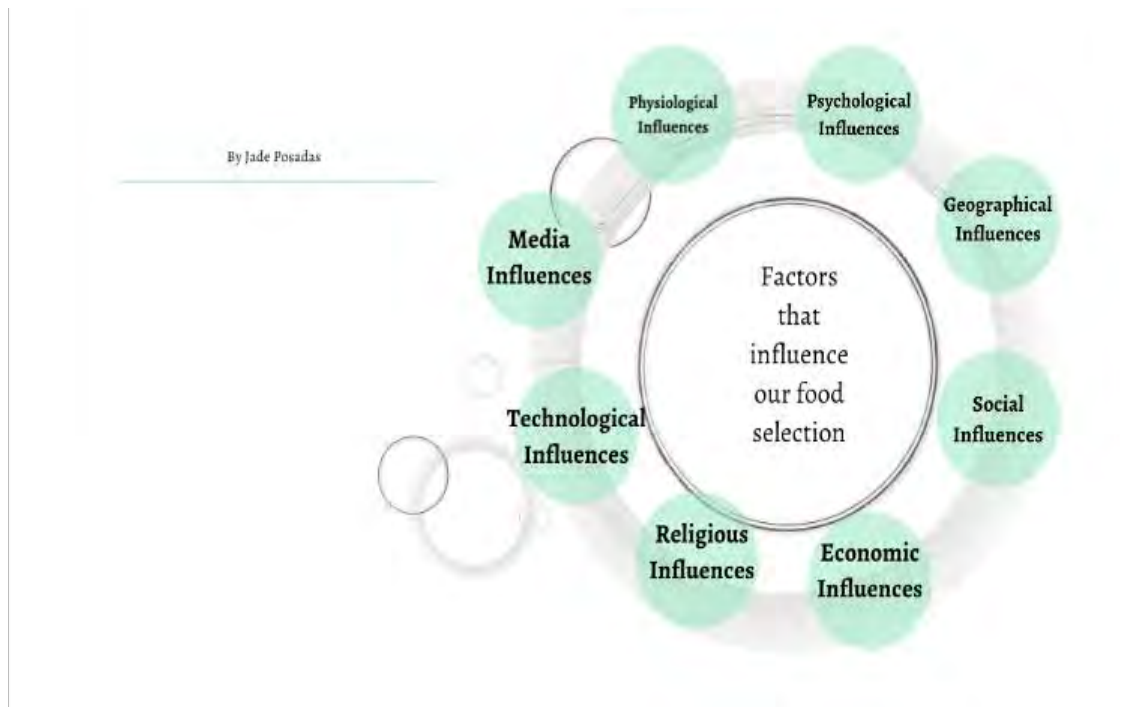 By Jade Posadas
Factors
that
influence
our food
selection
Physiological
Influences
Psychological
Influences
Geographical
Influences
Social
Influences
Economic
Influences
Religious
Influences
Technological
Influences
Media
Influences